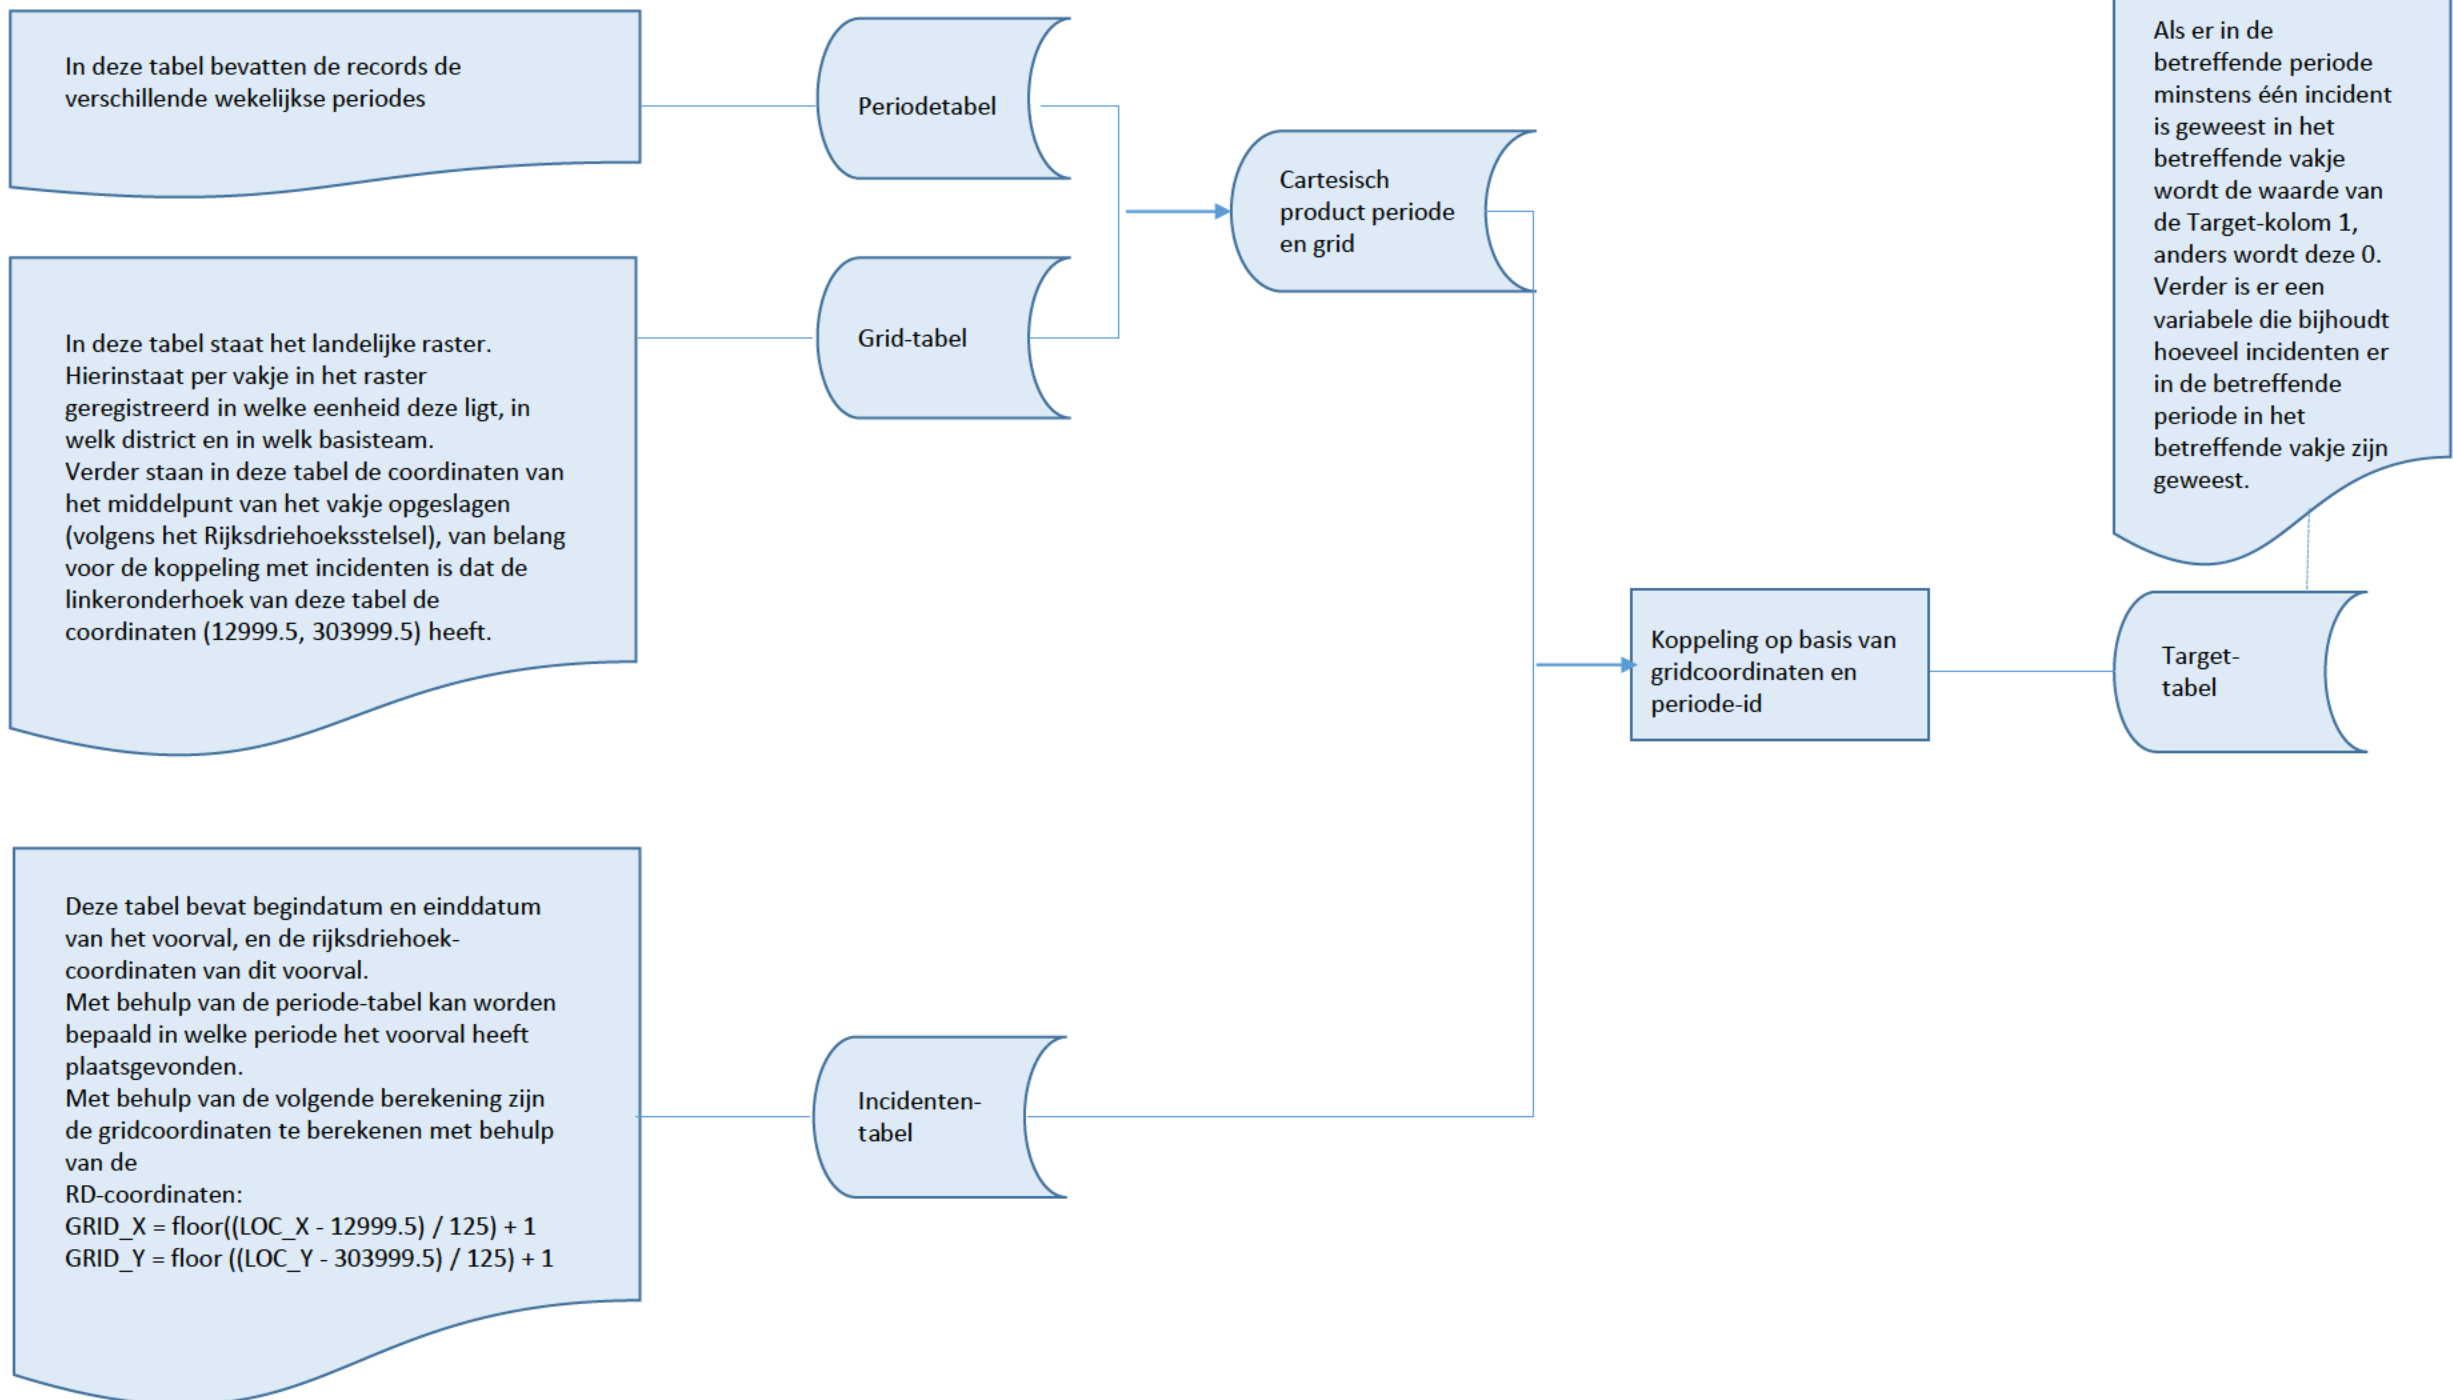 In deze tabel bevatten de records de
verschillende wekelijkse periodes
Periodetabel
Cartesisch
product periode
en grid
Als er in de
betreffende periode
minstens één incident
is geweest in het
betreffende vakje
wordt de waarde van
de Target-kolom 1,
anders wordt deze 0.
Verder is er een
variabele die bijhoudt
hoeveel incidenten er
in de betreffende
periode in het
betreffende vakje zijn
geweest.
In deze tabel staat het landelijke raster.
Hierinstaat per vakje in het raster
geregistreerd in welke eenheid deze ligt, in
welk district en in welk basisteam.
Verder staan in deze tabel de coordinaten van
het middelpunt van het vakje opgeslagen
(volgens het Rijksdriehoeksstelsel), van belang
voor de koppeling met incidenten is dat de
linkeronderhoek van deze tabel de
coordinaten (12999.5, 303999.5) heeft.
Grid-tabel
Koppeling op basis van
gridcoordinaten en
periode-id
Target-
tabel
Deze tabel bevat begindatum en einddatum
van het voorval, en de rijksdriehoek-
coordinaten van dit voorval.
Met behulp van de periode-tabel kan worden
bepaald in welke periode het voorval heeft
plaatsgevonden.
Met behulp van de volgende berekening zijn
de gridcoordinaten te berekenen met behulp
van de
RD-coordinaten:
GRID_X = floor((LOC_X - 12999.5) / 125) + 1
GRID_Y = floor ((LOC_Y - 303999.5) / 125) + 1
Incidenten-
tabel